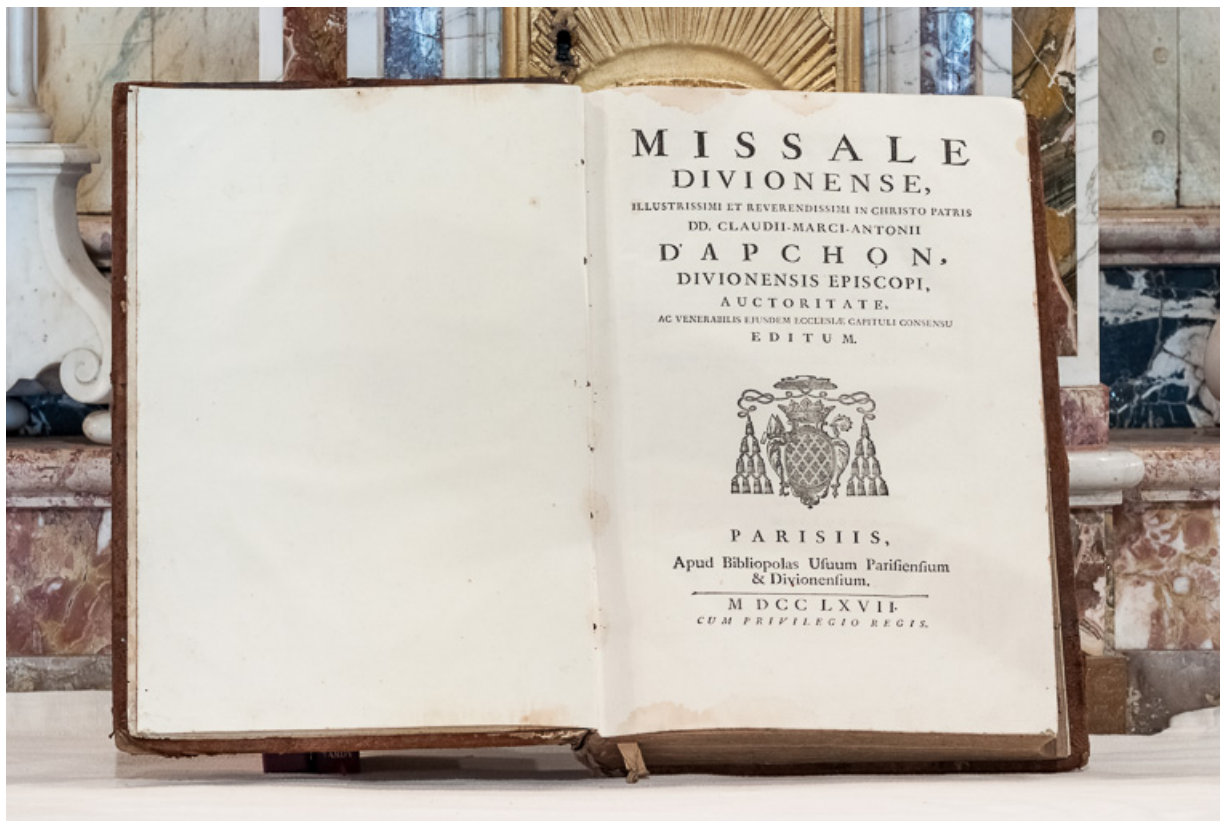 MISSALE
DIVIONENSE,
ILLUSTRISSIMI ET REVERENDISSIMI IN CHRISTO PATRIS
DD. CLAUDII-MARCI-ANTONII
D'APCHON,
DIVIONENSIS EPISCOPI,
AUCTORITATE,
AC VENERABILIS EJUSDEM ECCLESIÆ CAPITULI CONSENSU
EDITUM.
PARISIIS,
Apud Bibliopolas Uſuum Pariſienſium
& Divionenſium.
M DCC LXVII.
CUM PRIVILEGIO REGIS.